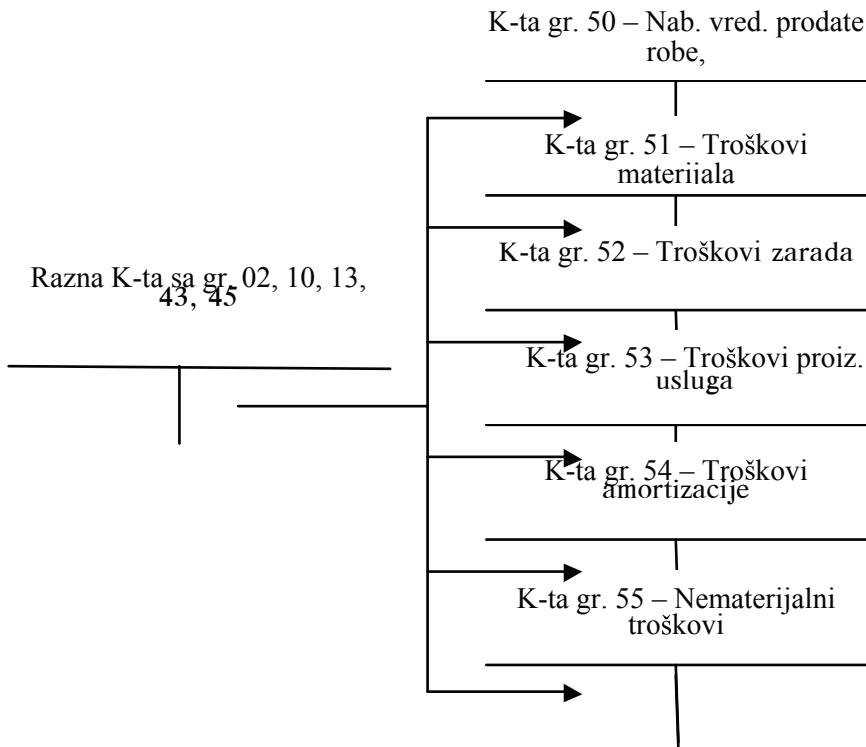 K-ta gr. 50 – Nab. vred. prodate
robe,
K-ta gr. 51 – Troškovi
materijala
K-ta gr. 52 – Troškovi zarada
Razna K-ta sa gr. 02, 10, 13,
43, 45
K-ta gr. 53 – Troškovi proiz.
usluga
K-ta gr. 54 – Troškovi
amortizacije
K-ta gr. 55 – Nematerijalni
troškovi